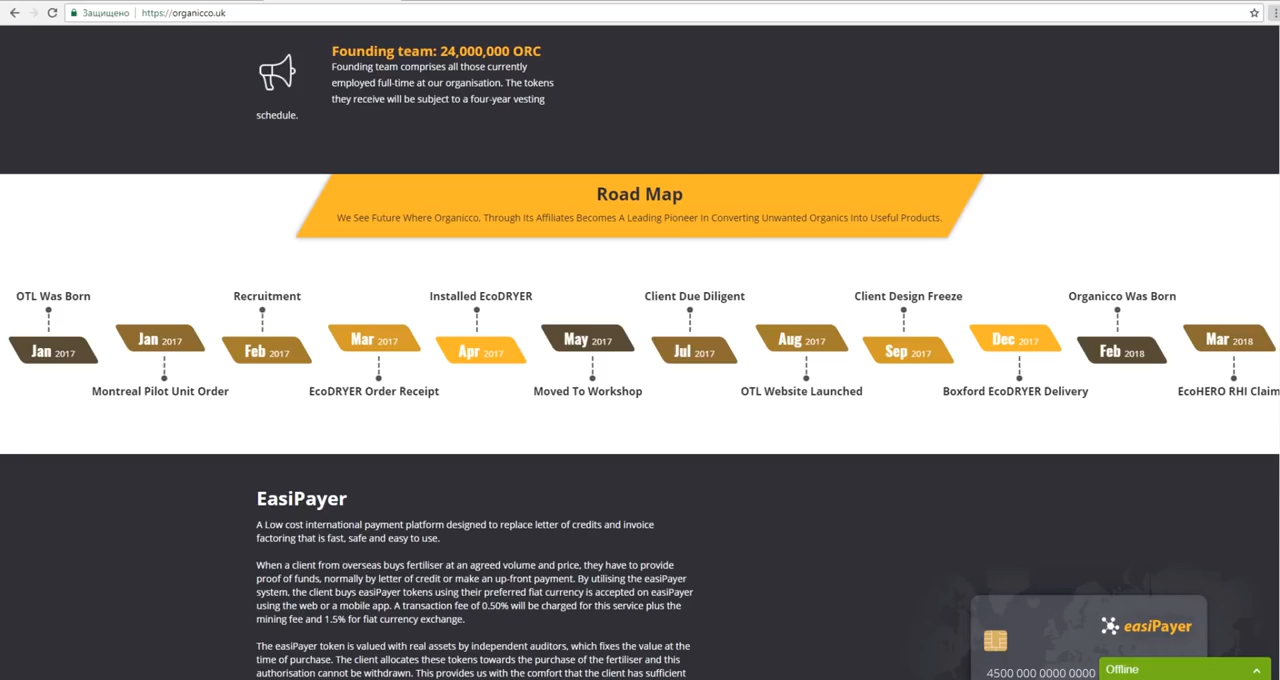 Защищено
https://organicco.uk
Founding team: 24,000,000 ORC
Founding team comprises all those currently
employed full-time at our organisation. The tokens
they receive will be subject to a four-year vesting
schedule.
Road Map
We See Future Where Organicco, Through Its Affiliates Becomes A Leading Pioneer In Converting Unwanted Organics Into Useful Products.
OTL Was Born
Recruitment
Installed EcoDRYER
Client Due Diligent
Client Design Freeze
Organicco Was Born
Jan 2017
Jan 2017
Feb 2017
Mar 2017
Apr 2017
May 2017
Jul 2017
Aug 2017
Sep 2017
Dec 2017
Feb 2018
Mar 2018
Montreal Pilot Unit Order
EcoDRYER Order Receipt
Moved To Workshop
OTL Website Launched
Boxford EcoDRYER Delivery
EcoHERO RHI Claim
EasiPayer
A Low cost international payment platform designed to replace letter of credits and invoice
factoring that is fast, safe and easy to use.
When a client from overseas buys fertiliser at an agreed volume and price, they have to provide
proof of funds, normally by letter of credit or make an up-front payment. By utilising the easiPayer
system, the client buys easiPayer tokens using their preferred fiat currency is accepted on easiPayer
using the web or a mobile app. A transaction fee of 0.50% will be charged for this service plus the
mining fee and 1.5% for fiat currency exchange.
The easiPayer token is valued with real assets by independent auditors, which fixes the value at the
time of purchase. The client allocates these tokens towards the purchase of the fertiliser and this
authorisation cannot be withdrawn. This provides us with the comfort that the client has sufficient
easiPayer
4500 000 0000 0000
Offline